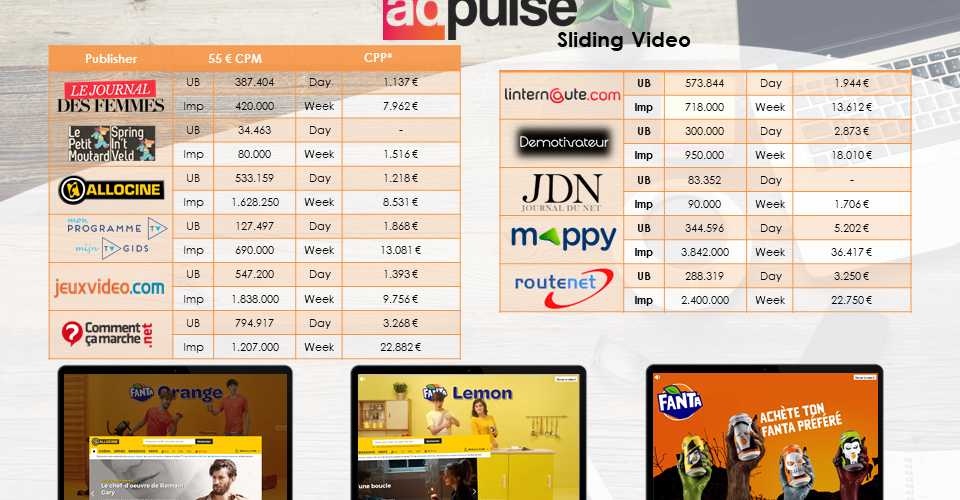 adpulse
Sliding Video
Publisher 55 € CPM CPP*
*
LE JOURNAL DES FEMMES UB 387.404 Day 1.137 €
Imp 420.000 Week 7.962 €
Le Petit Moutard Spring In't Veld UB 34.463 Day -
Imp 80.000 Week 1.516 €
ALLOCINE UB 533.159 Day 1.218 €
Imp 1.628.250 Week 8.531 €
mon PROGRAMME TV UB 127.497 Day 1.868 €
mijn TV GIDS Imp 690.000 Week 13.081 €
jeuxvideo.com UB 547.200 Day 1.393 €
Imp 1.838.000 Week 9.756 €
Comment ça marche.net UB 794.917 Day 3.268 €
Imp 1.207.000 Week 22.882 €
linternaute.com UB 573.844 Day 1.944 €
Imp 718.000 Week 13.612 €
Demotivateur UB 300.000 Day 2.873 €
Imp 950.000 Week 18.010 €
JDN JOURNAL DU NET UB 83.352 Day -
Imp 90.000 Week 1.706 €
mappy UB 344.596 Day 5.202 €
Imp 3.842.000 Week 36.417 €
routenet UB 288.319 Day 3.250 €
Imp 2.400.000 Week 22.750 €
FANTA Orange
ALLOCINE
Le chef-d'oeuvre de Romain
Gary
FANTA Lemon
ALLOCINE
d'une boucle
FANTA
ACHÈTE TON
FANTA PRÉFÉRÉ